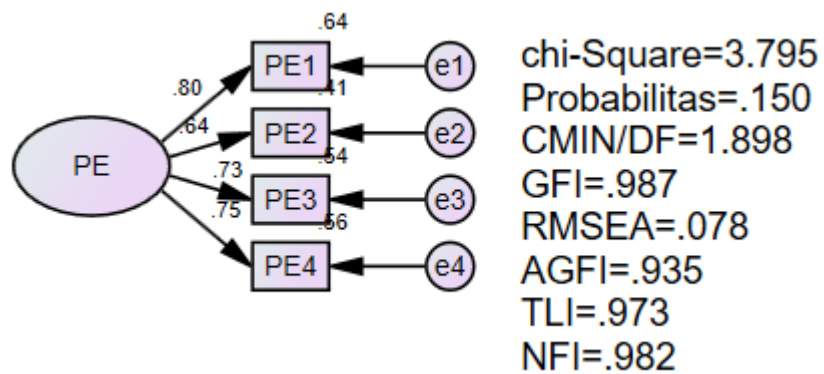 .64
.80
PE1
e1
.41
.64
PE2
e2
PE
.54
.73
PE3
e3
.56
.75
PE4
e4
chi-Square=3.795
Probabilitas=.150
CMIN/DF=1.898
GFI=.987
RMSEA=.078
AGFI=.935
TLI=.973
NFI=.982